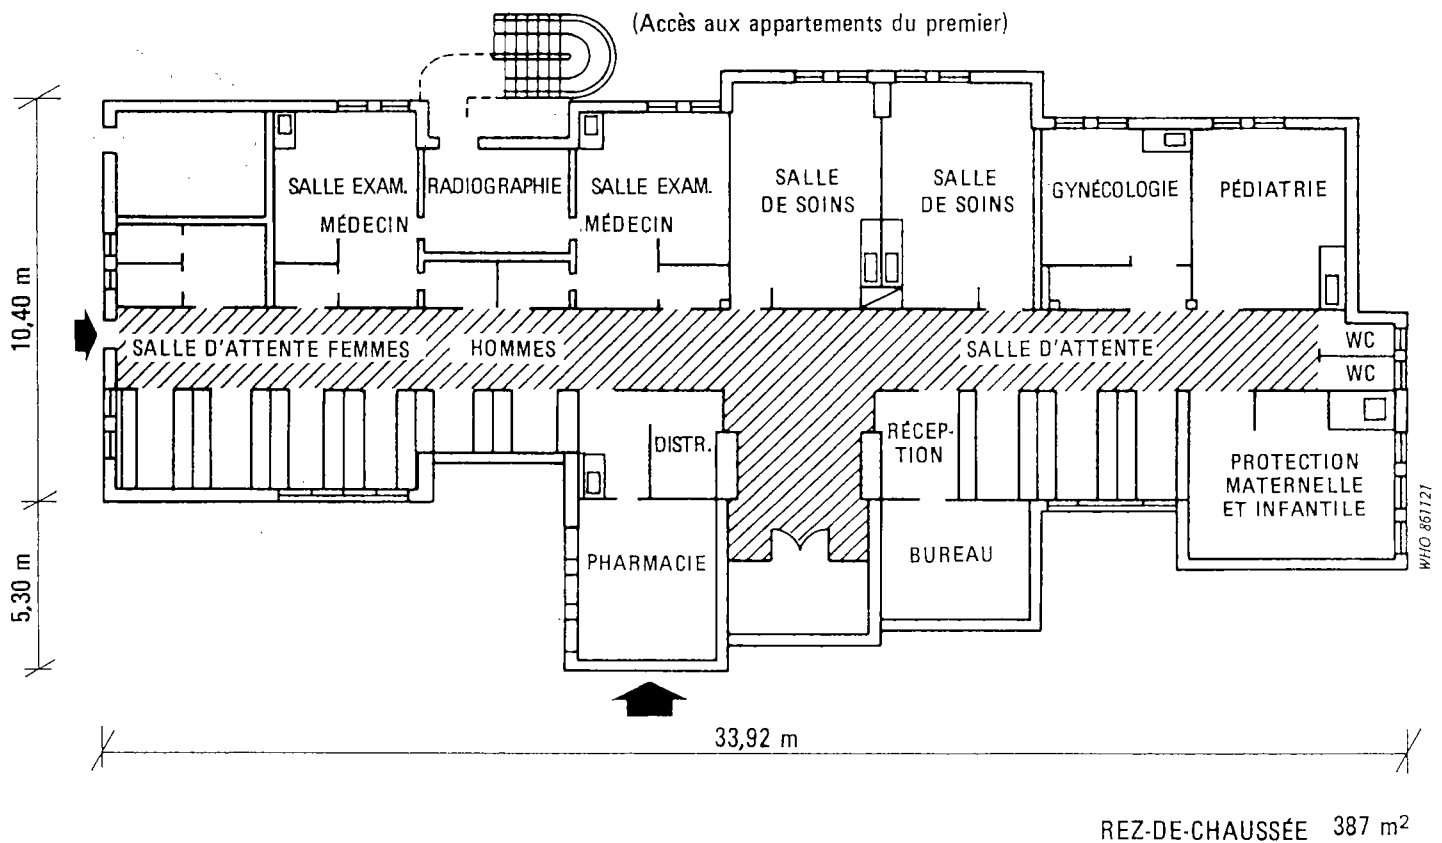 (Accès aux appartements du premier)
SALLE EXAM.
MÉDECIN
RADIOGRAPHIE
SALLE EXAM.
MÉDECIN
SALLE
DE SOINS
SALLE
DE SOINS
GYNÉCOLOGIE
PÉDIATRIE
10,40 m
SALLE D'ATTENTE FEMMES
HOMMES
SALLE D'ATTENTE
WC
WC
DISTR.
RÉCEP-
TION
PROTECTION
MATERNELLE
ET INFANTILE
5,30 m
PHARMACIE
BUREAU
WHO 861121
33,92 m
REZ-DE-CHAUSSÉE 387 m²